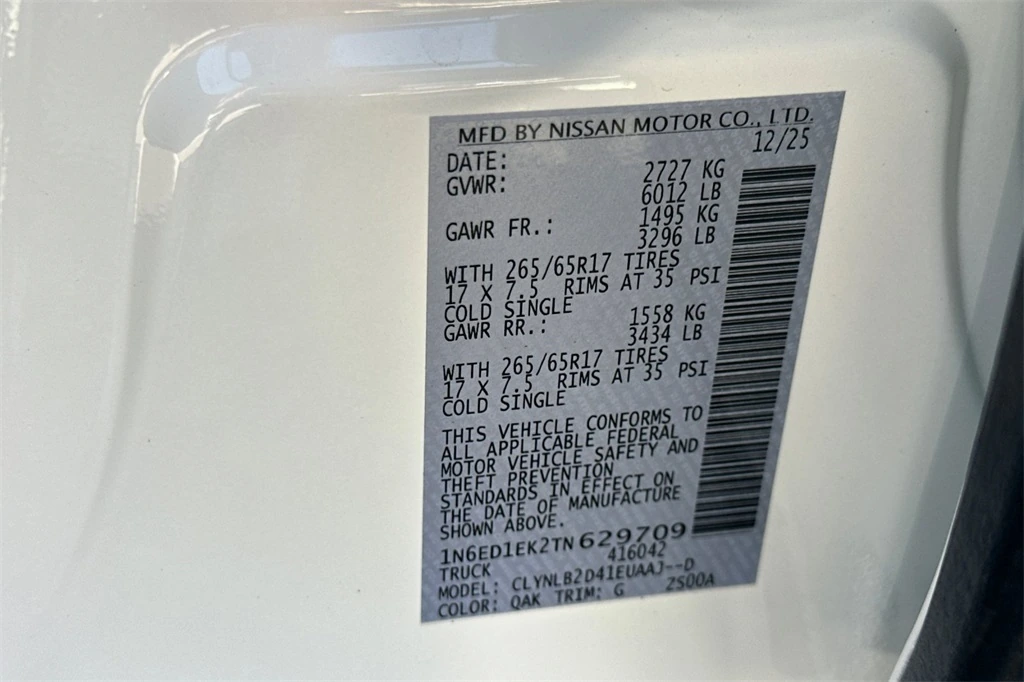 MFD BY NISSAN MOTOR CO., LTD.
DATE: 12/25
GVWR: 2727 KG
6012 LB
GAWR FR.: 1495 KG
3296 LB
WITH 265/65R17 TIRES
17 X 7.5 RIMS AT 35 PSI
COLD SINGLE
GAWR RR.: 1558 KG
3434 LB
WITH 265/65R17 TIRES
17 X 7.5 RIMS AT 35 PSI
COLD SINGLE
THIS VEHICLE CONFORMS TO
ALL APPLICABLE FEDERAL
MOTOR VEHICLE SAFETY AND
THEFT PREVENTION
STANDARDS IN EFFECT ON
THE DATE OF MANUFACTURE
SHOWN ABOVE.
1N6ED1EK2TN629709
TRUCK 416042
MODEL: CLYNLB2D41EUAAJ--D
COLOR: QAK TRIM: G 2S00A